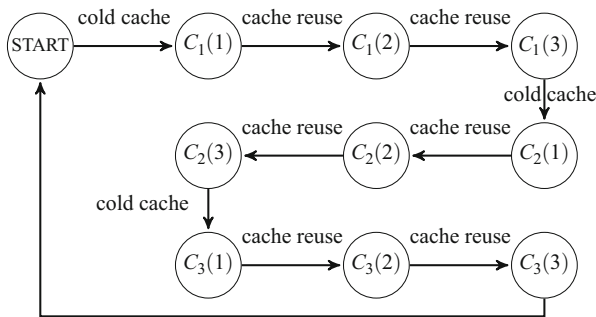 cold cache cache reuse cache reuse
START C₁(1) C₁(2) C₁(3)
cold cache
cache reuse cache reuse
C₂(3) C₂(2) C₂(1)
cold cache
cache reuse cache reuse
C₃(1) C₃(2) C₃(3)